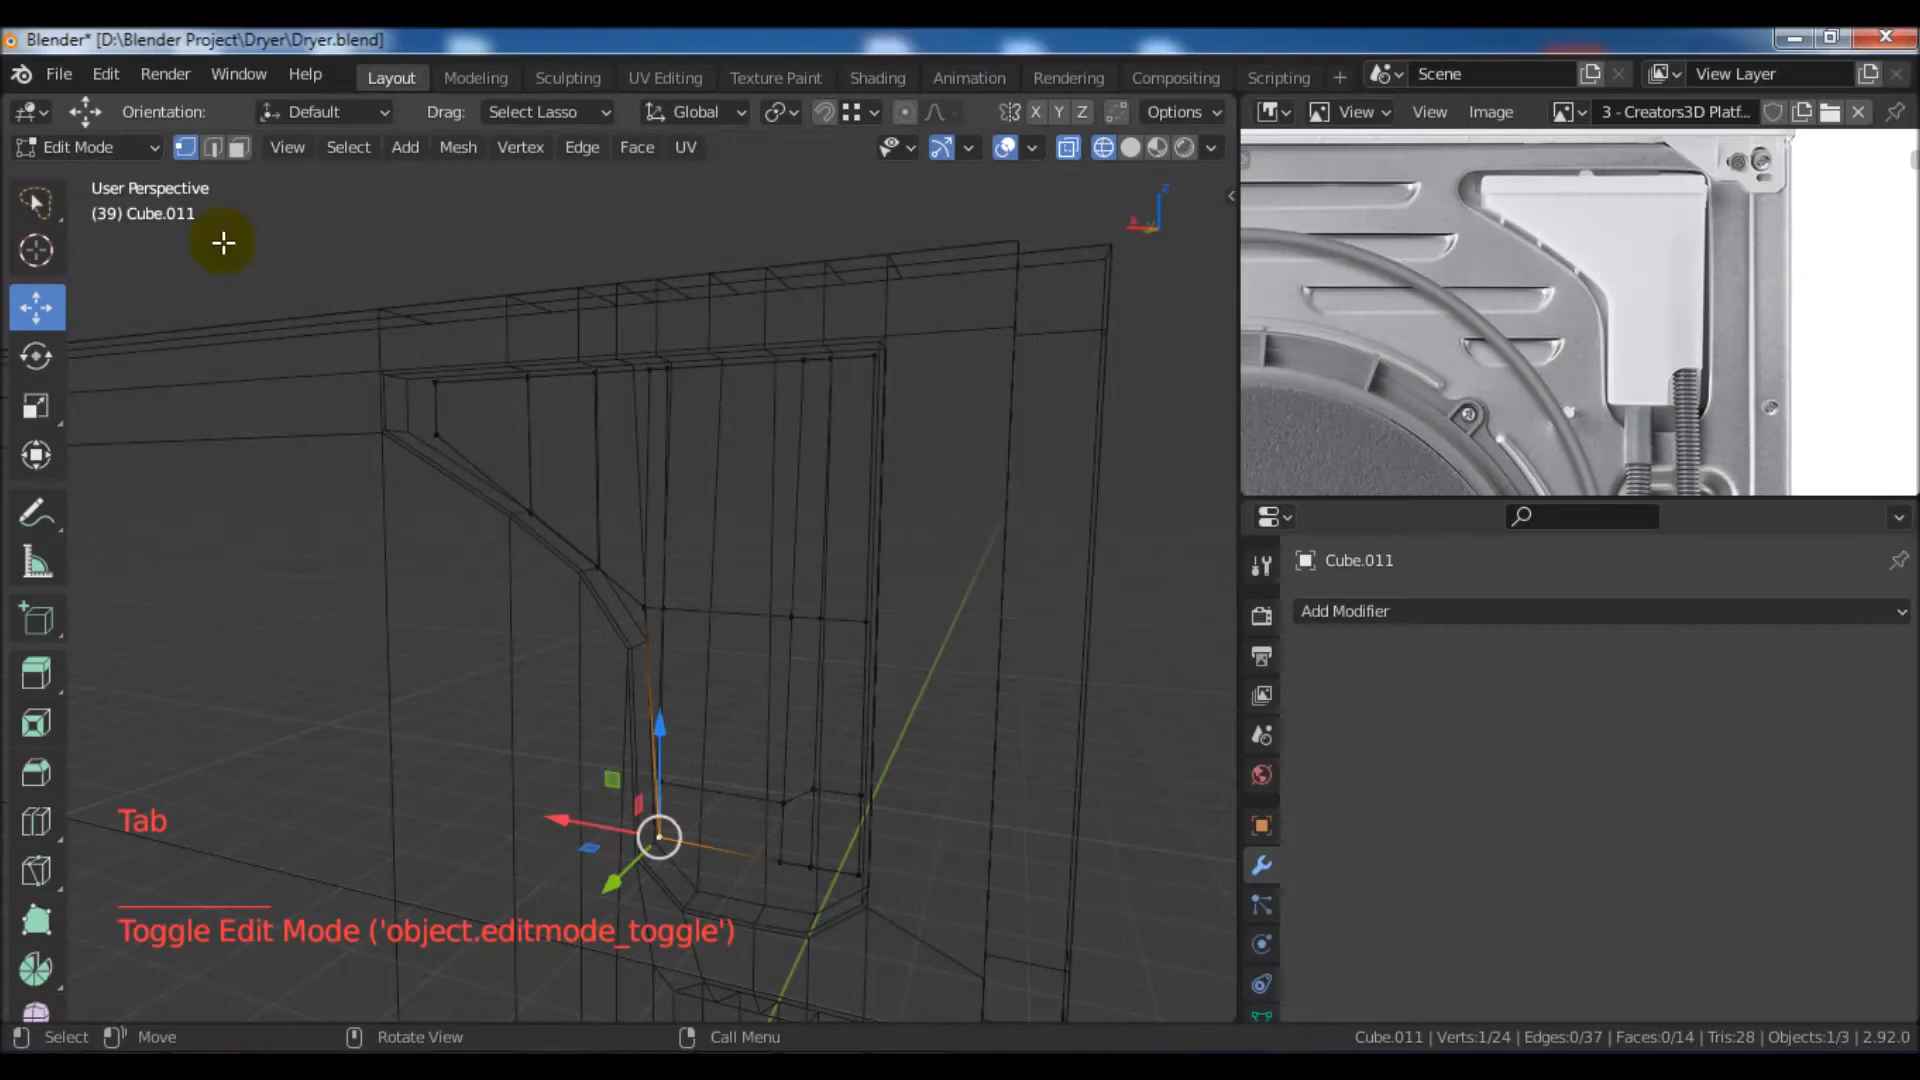 Blender* [D:\Blender Project\Dryer\Dryer.blend]
File Edit Render Window Help Layout Modeling Sculpting UV Editing Texture Paint Shading Animation Rendering Compositing Scripting + Scene View Layer
Orientation: Default Drag: Select Lasso Global X Y Z Options View View Image 3 - Creators3D Platf...
Edit Mode View Select Add Mesh Vertex Edge Face UV
User Perspective
(39) Cube.011
Z
X
Cube.011
Add Modifier
Tab
Toggle Edit Mode ('object.editmode_toggle')
Select Move Rotate View Call Menu Cube.011 | Verts:1/24 | Edges:0/37 | Faces:0/14 | Tris:28 | Objects:1/3 | 2.92.0